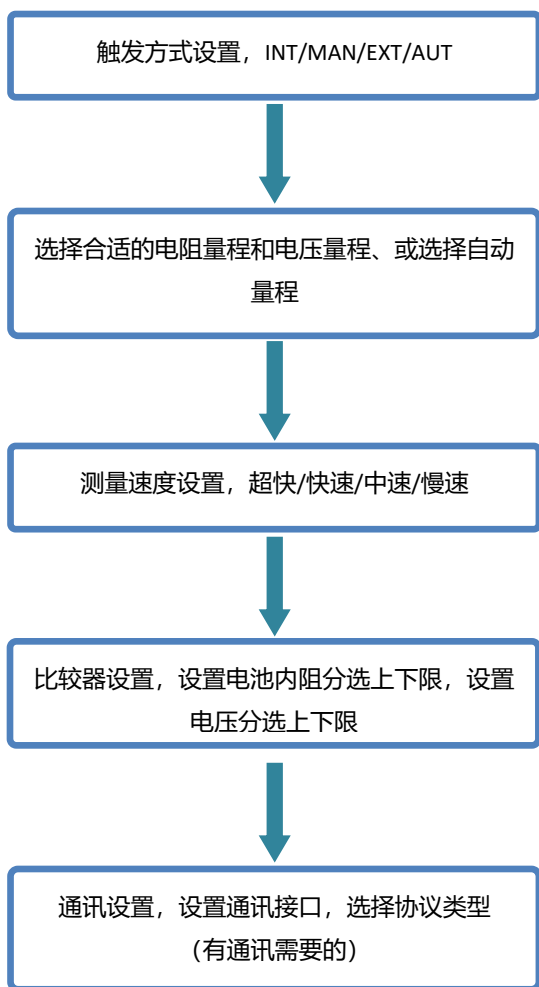 触发方式设置，INT/MAN/EXT/AUT
选择合适的电阻量程和电压量程、或选择自动
量程
测量速度设置，超快/快速/中速/慢速
比较器设置，设置电池内阻分选上下限，设置
电压分选上下限
通讯设置，设置通讯接口，选择协议类型
（有通讯需要的）